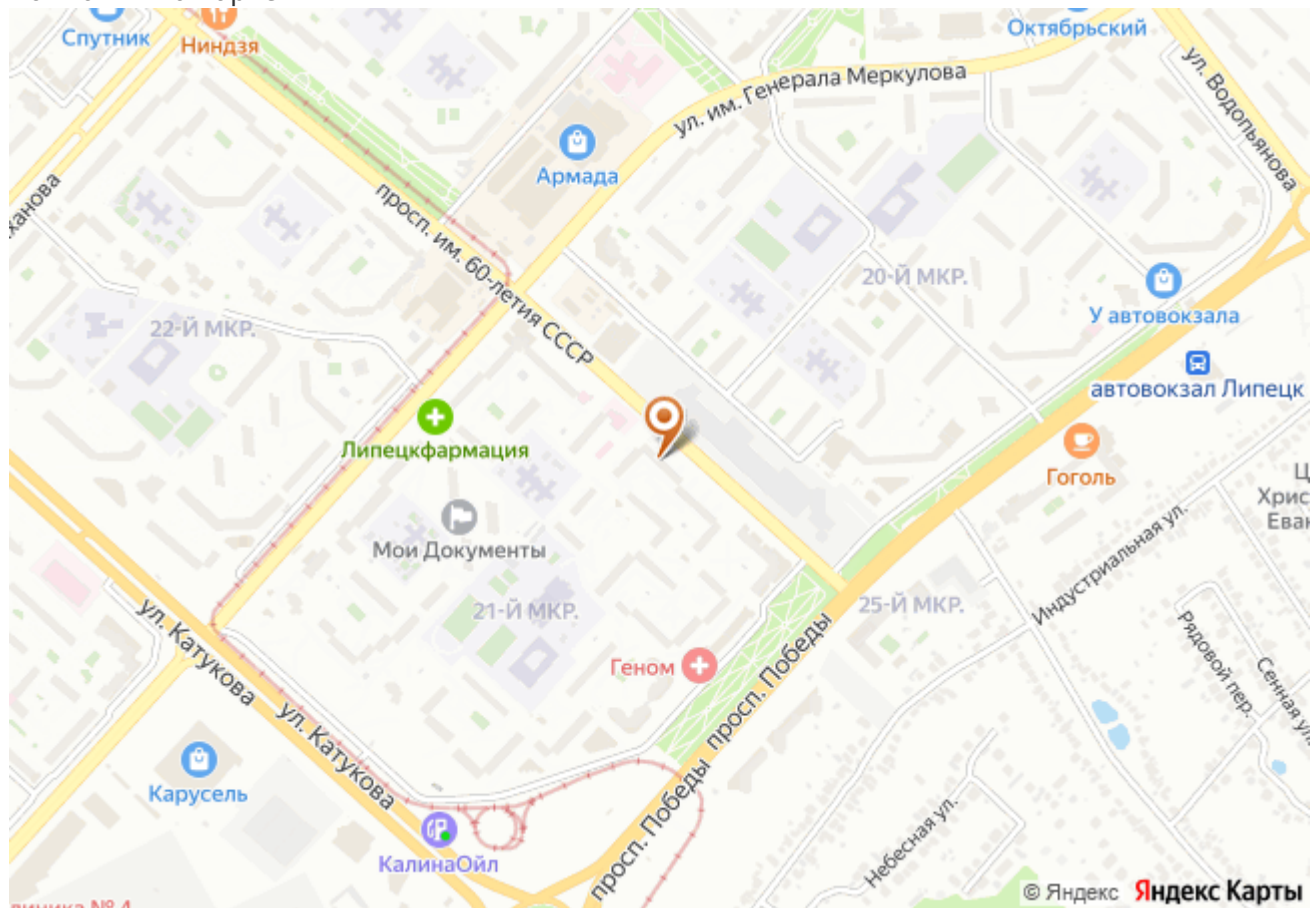 Спутник
Ниндзя
Октябрьский
ул. им. Генерала Меркулова
ул. Водопьянова
Армада
просп. им. 60-летия СССР
20-Й МКР.
У автовокзала
22-Й МКР.
автовокзал Липецк
Липецкфармация
Гоголь
Мои Документы
Индустриальная ул.
21-Й МКР.
25-Й МКР.
Рядовой пер.
Сенная ул.
Геном
просп. Победы
ул. Катукова
ул. Катукова
Карусель
просп. Победы
Небесная ул.
КалинаОйл
© Яндекс Яндекс Карты